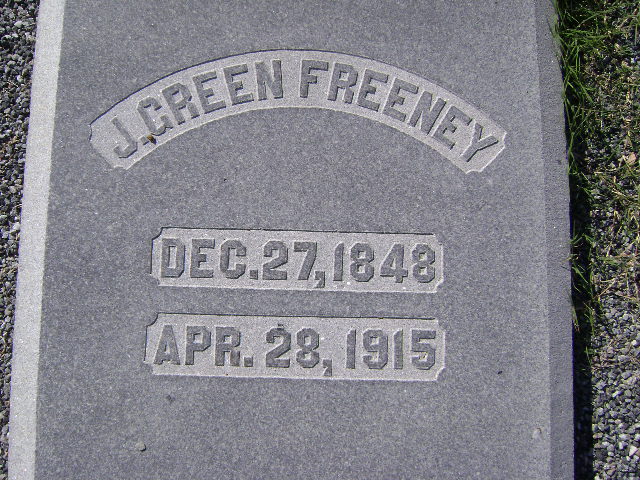 J. GREEN FREENEY
DEC. 27, 1848
APR. 28, 1915